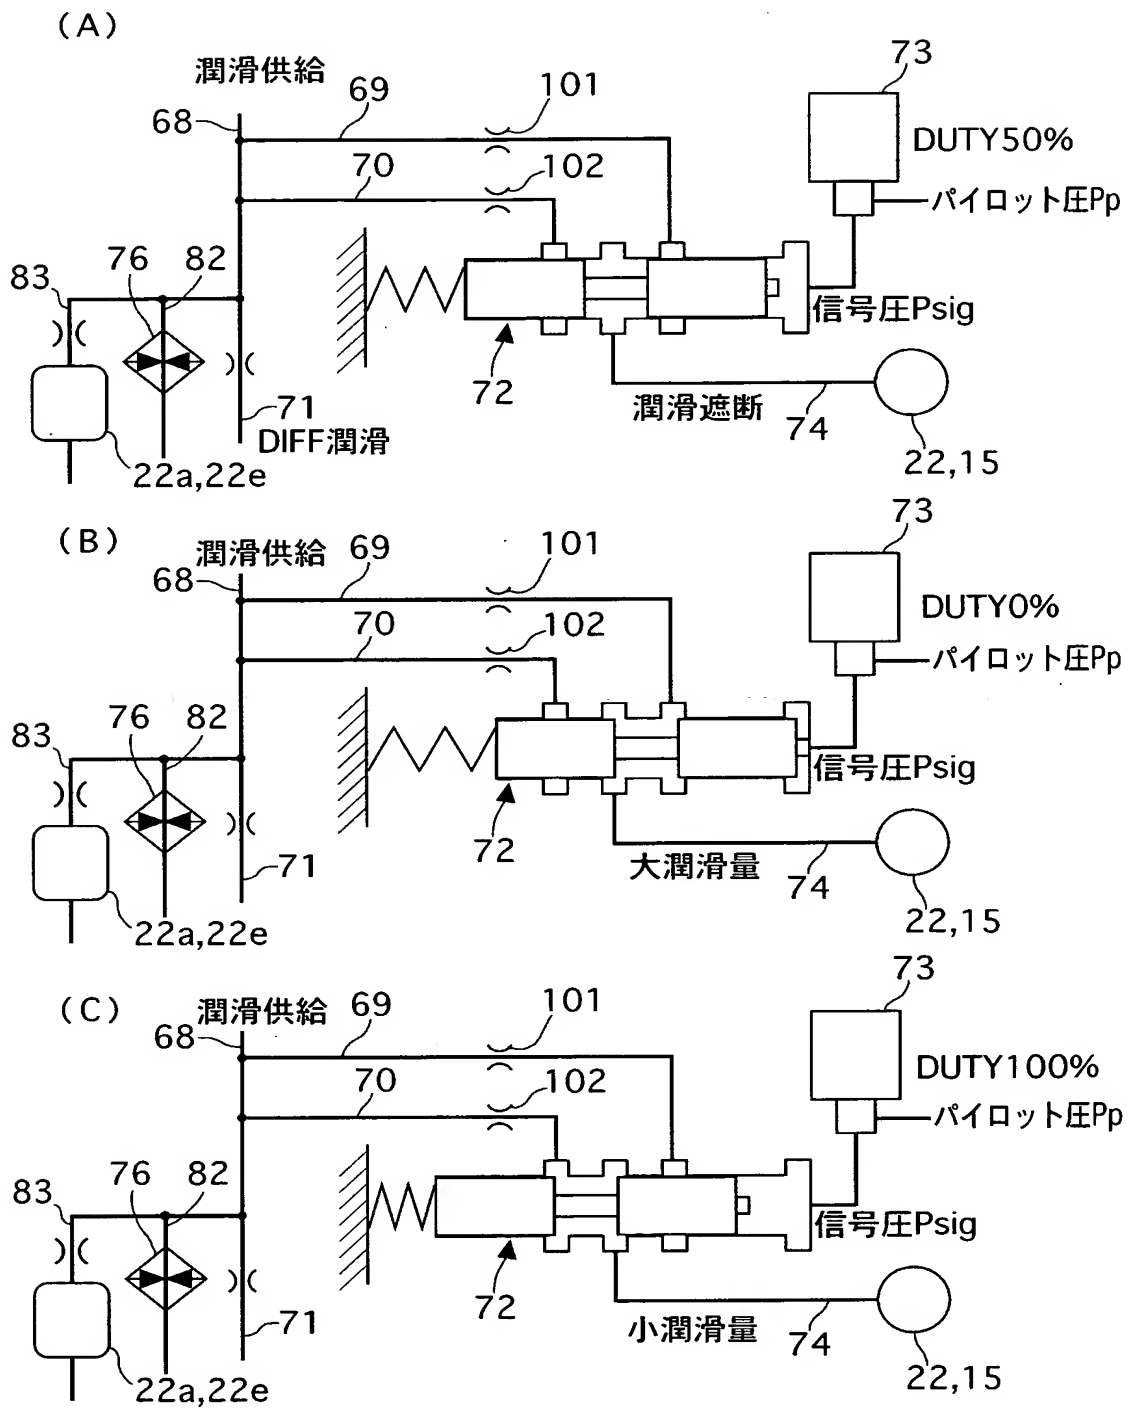 (A)
73
潤滑供給
69
101
68
DUTY50%
70
102
パイロット圧Pp
76
82
83
信号圧Psig
72
潤滑遮断
74
71
DIFF潤滑
22a,22e
22,15
(B)
73
潤滑供給
69
101
68
DUTY0%
70
102
パイロット圧Pp
76
82
83
信号圧Psig
72
大潤滑量
74
71
22a,22e
22,15
(C)
73
潤滑供給
69
101
68
DUTY100%
70
102
パイロット圧Pp
76
82
83
信号圧Psig
72
小潤滑量
74
71
22a,22e
22,15